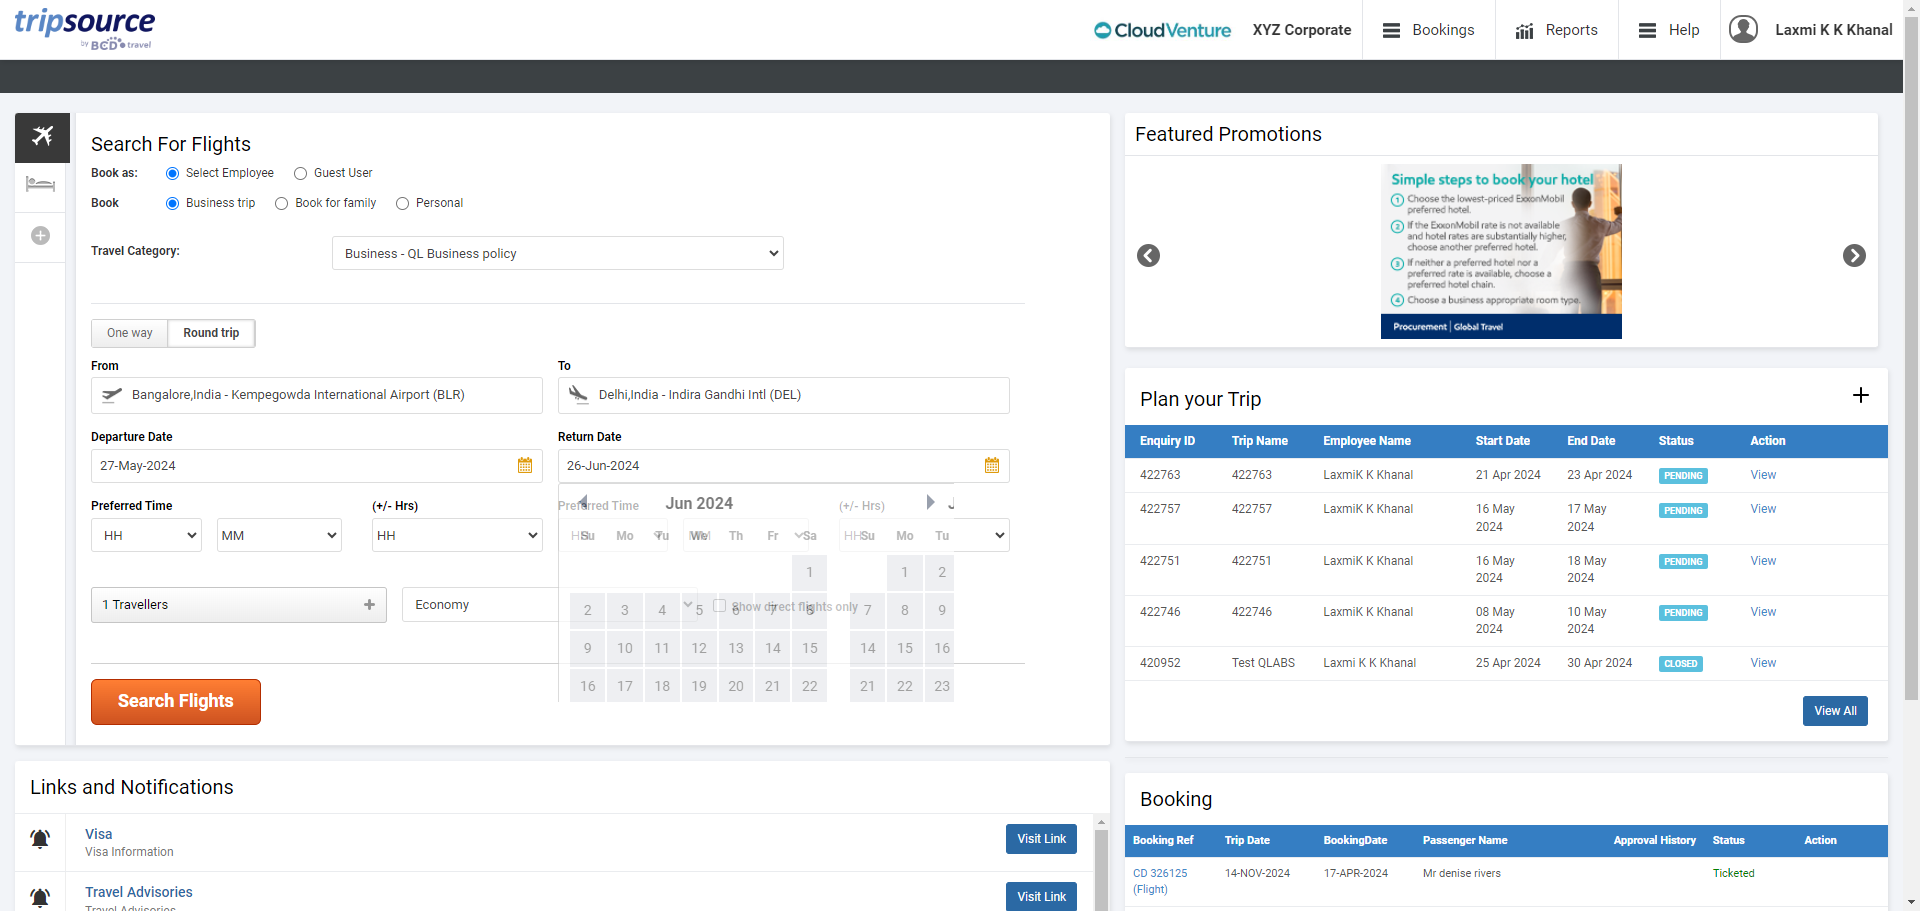 tripsource
by BCD travel
CloudVenture
XYZ Corporate
Bookings
Reports
Help
Laxmi K K Khanal
Search For Flights
Book as:
Select Employee
Guest User
Book
Business trip
Book for family
Personal
Travel Category:
Business - QL Business policy
One way
Round trip
From
To
Bangalore,India - Kempegowda International Airport (BLR)
Delhi,India - Indira Gandhi Intl (DEL)
Departure Date
Return Date
27-May-2024
26-Jun-2024
Preferred Time
(+/- Hrs)
Preferred Time
Jun 2024
(+/- Hrs)
HH
MM
HH
HH
MM
HH
Su Mo Tu We Th Fr Sa
Su Mo Tu
1
1 2
2 3 4 5 6 7 8
7 8 9
9 10 11 12 13 14 15
14 15 16
16 17 18 19 20 21 22
21 22 23
1 Travellers
Economy
Show direct flights only
Search Flights
Links and Notifications
Visa
Visa Information
Visit Link
Travel Advisories
Travel Advisories
Visit Link
Featured Promotions
Simple steps to book your hotel
1 Choose the lowest-priced ExxonMobil
preferred hotel.
2 If the ExxonMobil rate is not available
and hotel rates are substantially higher,
choose another preferred hotel.
3 If neither a preferred hotel nor a
preferred rate is available, choose a
preferred hotel chain.
4 Choose a business appropriate room type.
Procurement | Global Travel
Plan your Trip
Enquiry ID Trip Name Employee Name Start Date End Date Status Action
422763 422763 LaxmiK K Khanal 21 Apr 2024 23 Apr 2024 PENDING View
422757 422757 LaxmiK K Khanal 16 May 2024 17 May 2024 PENDING View
422751 422751 LaxmiK K Khanal 16 May 2024 18 May 2024 PENDING View
422746 422746 LaxmiK K Khanal 08 May 2024 10 May 2024 PENDING View
420952 Test QLABS Laxmi K K Khanal 25 Apr 2024 30 Apr 2024 CLOSED View
View All
Booking
Booking Ref Trip Date BookingDate Passenger Name Approval History Status Action
CD 326125 14-NOV-2024 17-APR-2024 Mr denise rivers Ticketed
(Flight)